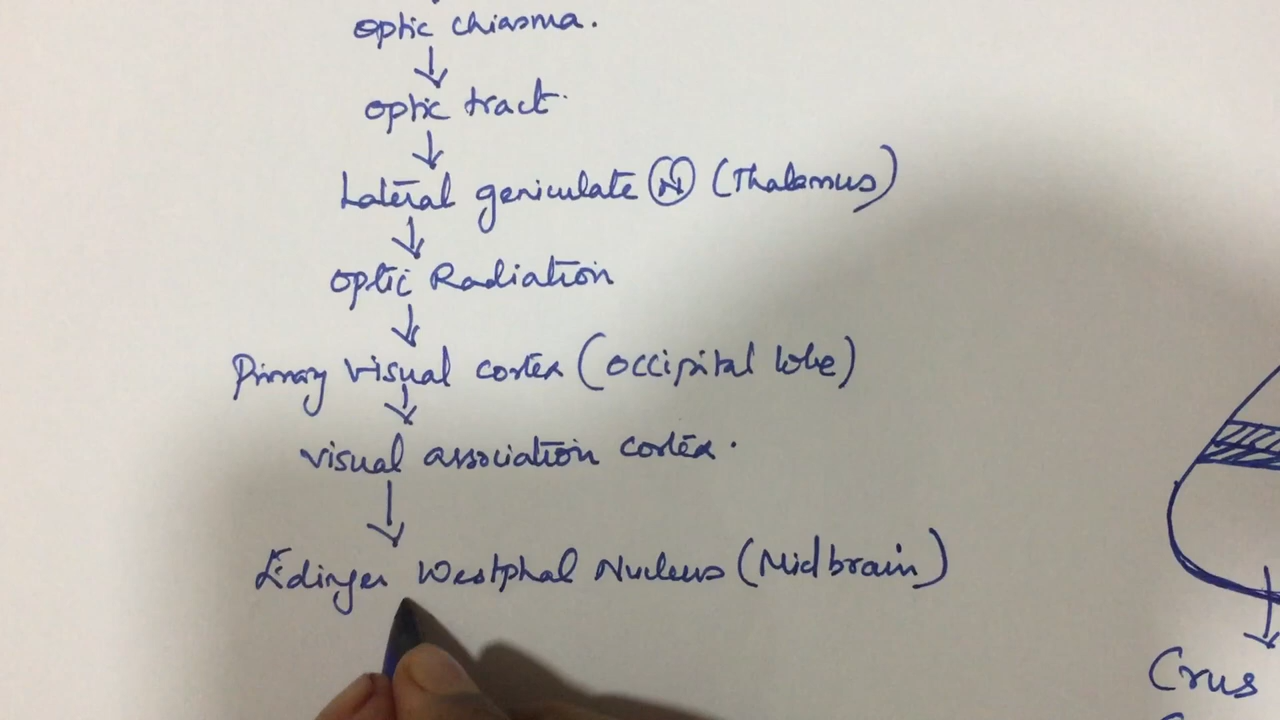 Optic chiasma.
Optic tract.
Lateral geniculate N (Thalamus)
Optic Radiation
Primary visual cortex (Occipital lobe)
visual association cortex.
Edinger Westphal Nucleus (Midbrain)
Crus